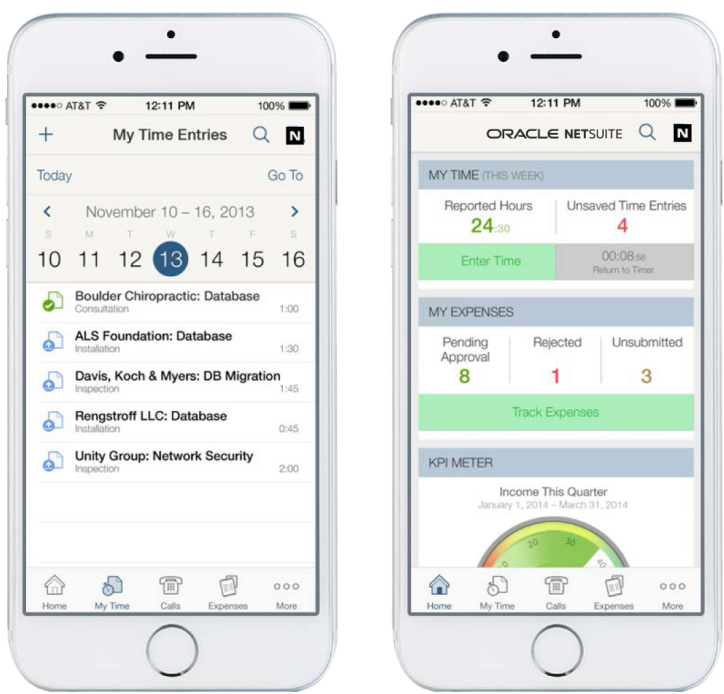 AT&T 12:11 PM 100%
+ My Time Entries N
Today Go To
< November 10 – 16, 2013 >
S M T W T F S
10 11 12 13 14 15 16
Boulder Chiropractic: Database
Consultation 1:00
ALS Foundation: Database
Installation 1:30
Davis, Koch & Myers: DB Migration
Inspection 1:45
Rengstroff LLC: Database
Installation 0:45
Unity Group: Network Security
Inspection 2:00
Home My Time Calls Expenses More
AT&T 12:11 PM 100%
ORACLE NETSUITE N
MY TIME (THIS WEEK)
Reported Hours Unsaved Time Entries
24:30 4
Enter Time 00:08:58
Return to Timer
MY EXPENSES
Pending Approval Rejected Unsubmitted
8 1 3
Track Expenses
KPI METER
Income This Quarter
January 1, 2014 – March 31, 2014
20 30 40
Home My Time Calls Expenses More